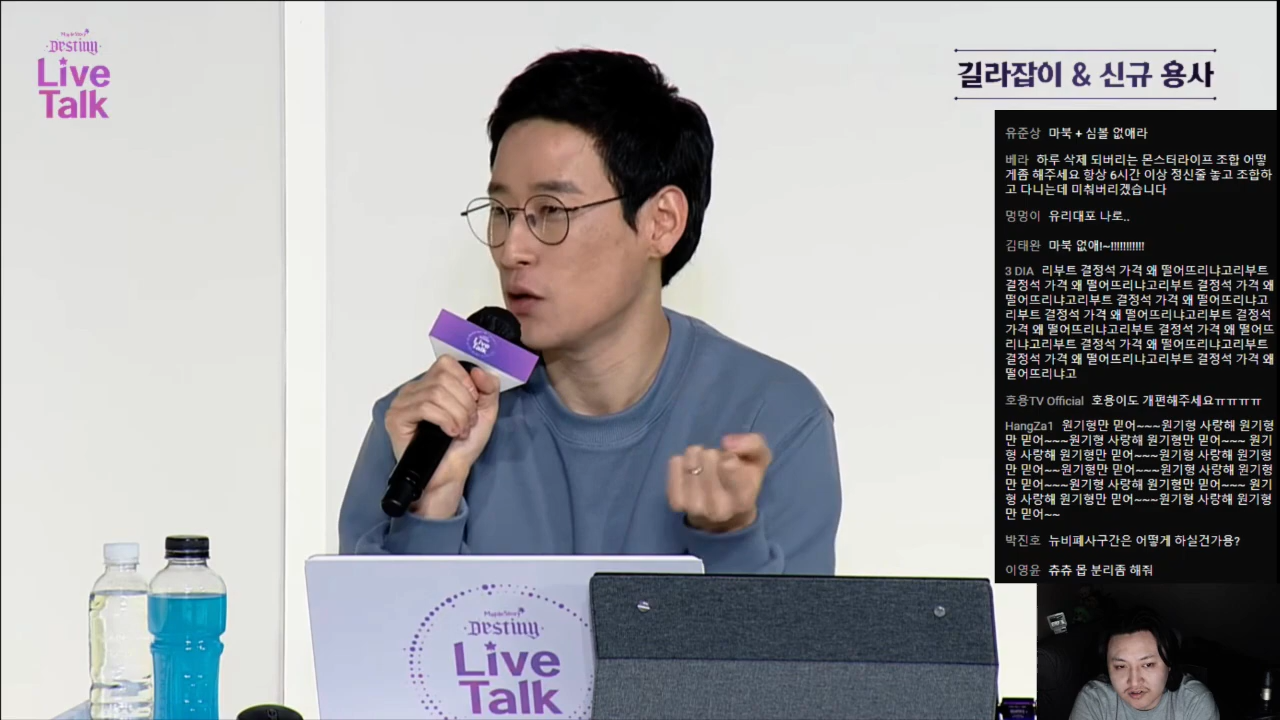 MapleStory
DESTINY
Live
Talk
길라잡이 & 신규 용사
유준상 마북 + 심볼 없애라
베라 하루 삭제 되버리는 몬스터라이프 조합 어떻
게좀 해주세요 항상 6시간 이상 정신줄 놓고 조합하
고 다니는데 미춰버리겠습니다
멍멍이 유리대포 나로..
김태완 마북 없애!~!!!!!!!!!!!
3 DIA 리부트 결정석 가격 왜 떨어뜨리냐고리부트
결정석 가격 왜 떨어뜨리냐고리부트 결정석 가격 왜
떨어뜨리냐고리부트 결정석 가격 왜 떨어뜨리냐고
리부트 결정석 가격 왜 떨어뜨리냐고리부트 결정석
가격 왜 떨어뜨리냐고리부트 결정석 가격 왜 떨어뜨
리냐고리부트 결정석 가격 왜 떨어뜨리냐고리부트
결정석 가격 왜 떨어뜨리냐고리부트 결정석 가격 왜
떨어뜨리냐고
호용TV Official 호용이도 개편해주세요ㅠㅠㅠㅠ
HangZa1 원기형만 믿어~~~원기형 사랑해 원기형
만 믿어~~~원기형 사랑해 원기형만 믿어~~~ 원기
형 사랑해 원기형만 믿어~~~원기형 사랑해 원기형
만 믿어~~원기형만 믿어~~~원기형 사랑해 원기형
만 믿어~~~원기형 사랑해 원기형만 믿어~~~ 원기
형 사랑해 원기형만 믿어~~~원기형 사랑해 원기형
만 믿어~~
박진호 뉴비폐사구간은 어떻게 하실건가용?
이영윤 츄츄 몹 분리좀 해줘
Live
Talk
MapleStory
DESTINY
Live
Talk